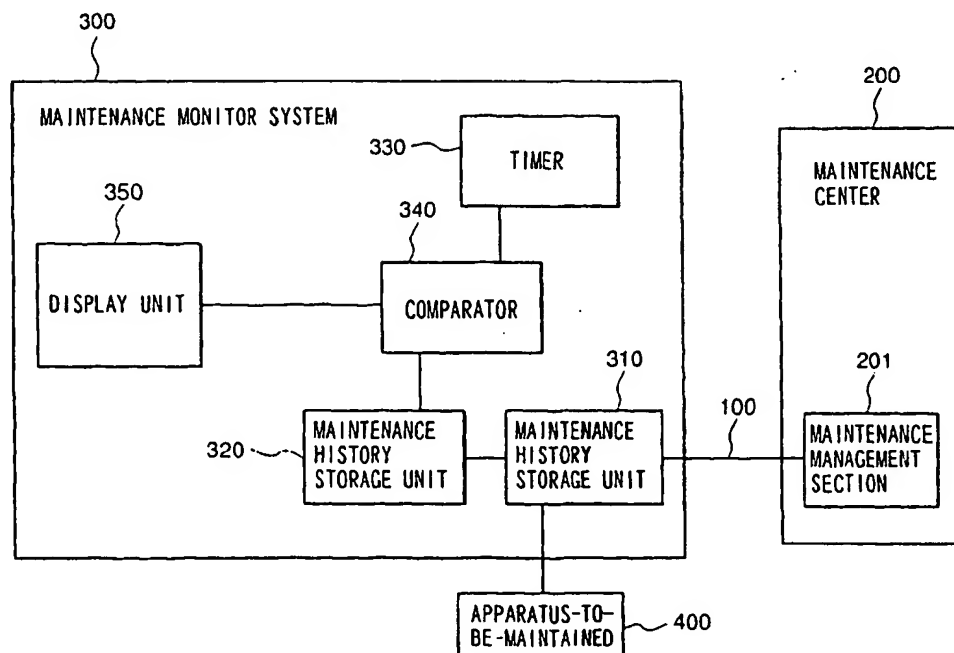 300
MAINTENANCE MONITOR SYSTEM
330
TIMER
200
MAINTENANCE
CENTER
350
DISPLAY UNIT
340
COMPARATOR
320
MAINTENANCE
HISTORY
STORAGE UNIT
310
MAINTENANCE
HISTORY
STORAGE UNIT
100
201
MAINTENANCE
MANAGEMENT
SECTION
APPARATUS-TO-
BE-MAINTAINED
400